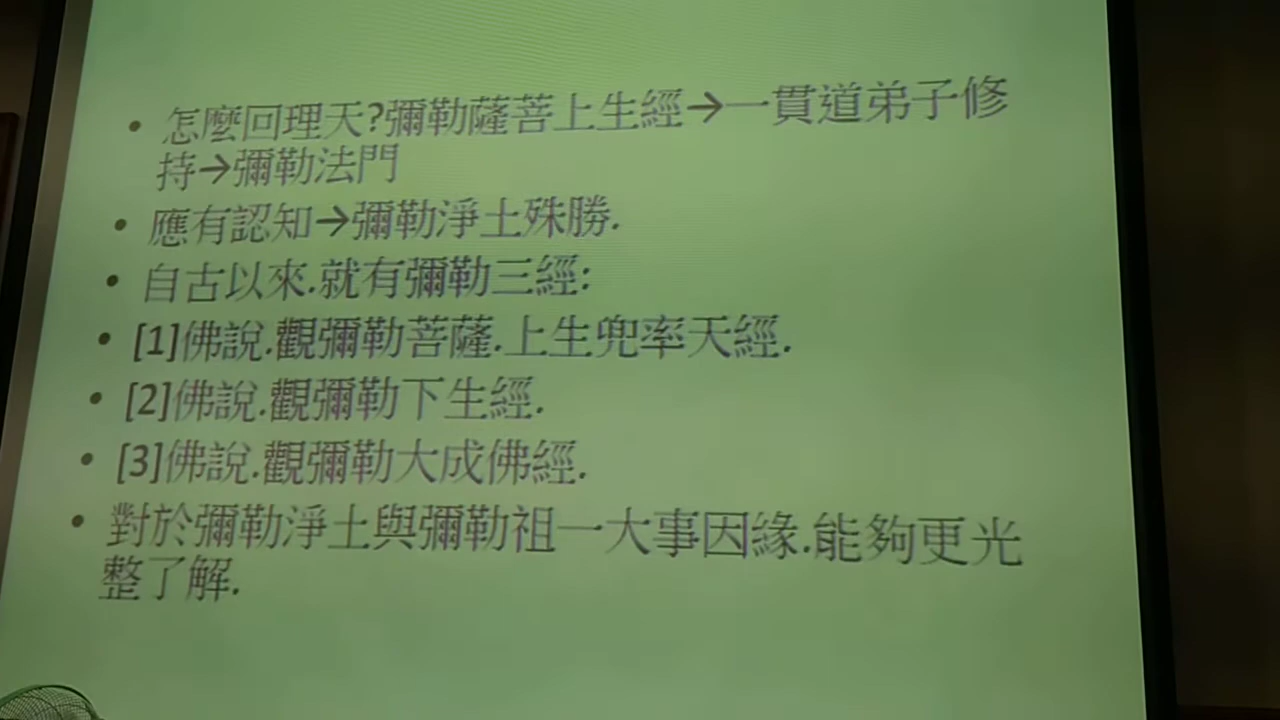 • 怎麼回理天?彌勒薩菩上生經→一貫道弟子修
持→彌勒法門
• 應有認知→彌勒淨土殊勝.
• 自古以來.就有彌勒三經:
• [1]佛說.觀彌勒菩薩.上生兜率天經.
• [2]佛說.觀彌勒下生經.
• [3]佛說.觀彌勒大成佛經.
• 對於彌勒淨土與彌勒祖一大事因緣.能夠更光
整了解.